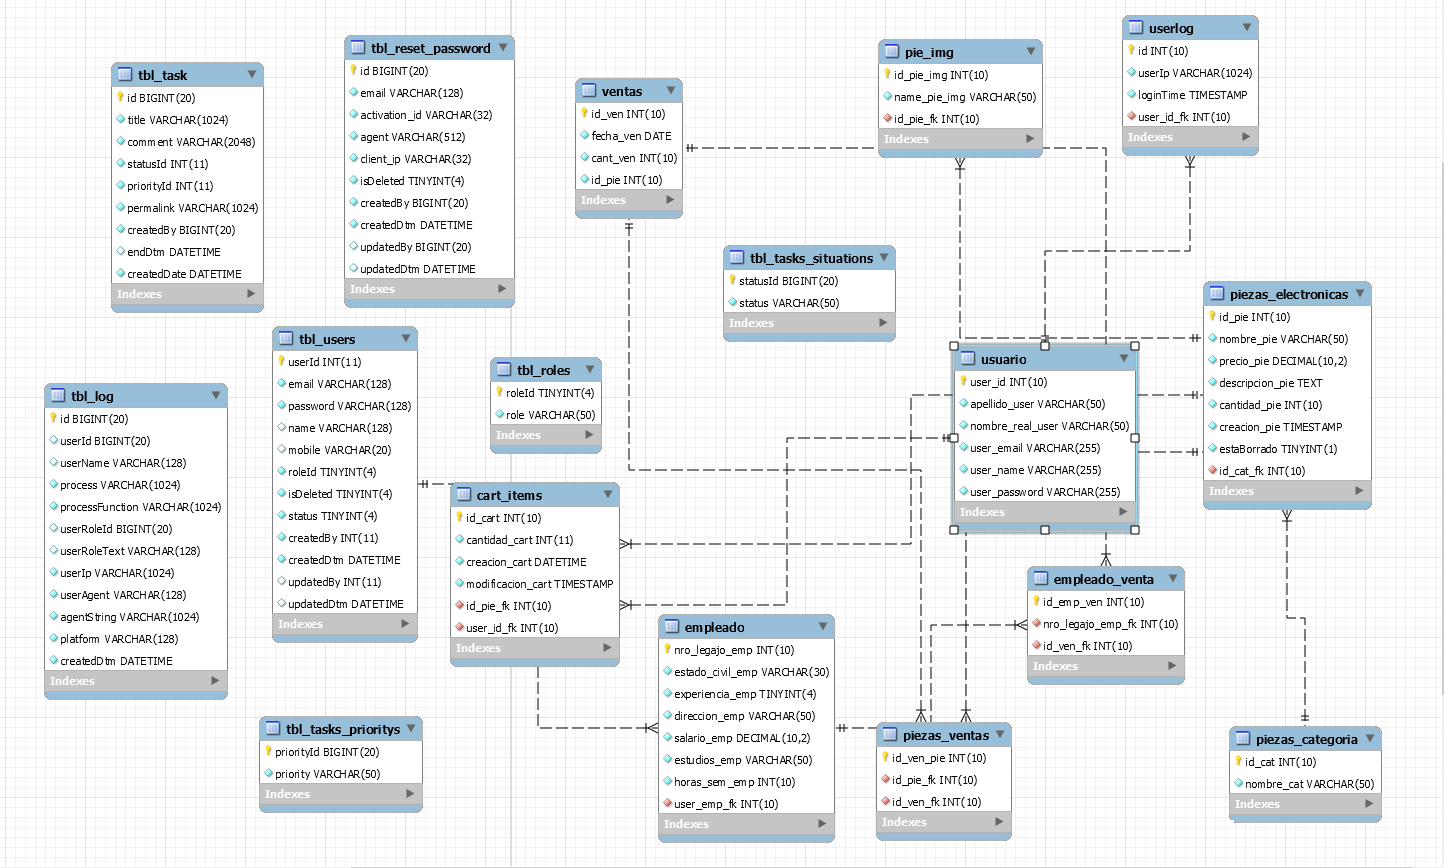 tbl_task
id BIGINT(20)
title VARCHAR(1024)
comment VARCHAR(2048)
statusId INT(11)
priorityId INT(11)
permalink VARCHAR(1024)
createdBy BIGINT(20)
endDtm DATETIME
createdDate DATETIME
Indexes
tbl_reset_password
id BIGINT(20)
email VARCHAR(128)
activation_id VARCHAR(32)
agent VARCHAR(512)
client_ip VARCHAR(32)
isDeleted TINYINT(4)
createdBy BIGINT(20)
createdDtm DATETIME
updatedBy BIGINT(20)
updatedDtm DATETIME
Indexes
ventas
id_ven INT(10)
fecha_ven DATE
cant_ven INT(10)
id_pie INT(10)
Indexes
pie_img
id_pie_img INT(10)
name_pie_img VARCHAR(50)
id_pie_fk INT(10)
Indexes
userlog
id INT(10)
userIp VARCHAR(1024)
loginTime TIMESTAMP
user_id_fk INT(10)
Indexes
tbl_tasks_situations
statusId BIGINT(20)
status VARCHAR(50)
Indexes
piezas_electronicas
id_pie INT(10)
nombre_pie VARCHAR(50)
precio_pie DECIMAL(10,2)
descripcion_pie TEXT
cantidad_pie INT(10)
creacion_pie TIMESTAMP
estaBorrado TINYINT(1)
id_cat_fk INT(10)
Indexes
tbl_users
userId INT(11)
email VARCHAR(128)
password VARCHAR(128)
name VARCHAR(128)
mobile VARCHAR(20)
roleId TINYINT(4)
isDeleted TINYINT(4)
status TINYINT(4)
createdBy INT(11)
createdDtm DATETIME
updatedBy INT(11)
updatedDtm DATETIME
Indexes
tbl_roles
roleId TINYINT(4)
role VARCHAR(50)
Indexes
usuario
user_id INT(10)
apellido_user VARCHAR(50)
nombre_real_user VARCHAR(50)
user_email VARCHAR(255)
user_name VARCHAR(255)
user_password VARCHAR(255)
Indexes
tbl_log
id BIGINT(20)
userId BIGINT(20)
userName VARCHAR(128)
process VARCHAR(1024)
processFunction VARCHAR(1024)
userRoleId BIGINT(20)
userRoleText VARCHAR(128)
userIp VARCHAR(1024)
userAgent VARCHAR(128)
agentString VARCHAR(1024)
platform VARCHAR(128)
createdDtm DATETIME
Indexes
cart_items
id_cart INT(10)
cantidad_cart INT(11)
creacion_cart DATETIME
modificacion_cart TIMESTAMP
id_pie_fk INT(10)
user_id_fk INT(10)
Indexes
empleado_venta
id_emp_ven INT(10)
nro_legajo_emp_fk INT(10)
id_ven_fk INT(10)
Indexes
empleado
nro_legajo_emp INT(10)
estado_civil_emp VARCHAR(30)
experiencia_emp TINYINT(4)
direccion_emp VARCHAR(50)
salario_emp DECIMAL(10,2)
estudios_emp VARCHAR(50)
horas_sem_emp INT(10)
user_emp_fk INT(10)
Indexes
tbl_tasks_prioritys
priorityId BIGINT(20)
priority VARCHAR(50)
Indexes
piezas_ventas
id_ven_pie INT(10)
id_pie_fk INT(10)
id_ven_fk INT(10)
Indexes
piezas_categoria
id_cat INT(10)
nombre_cat VARCHAR(50)
Indexes